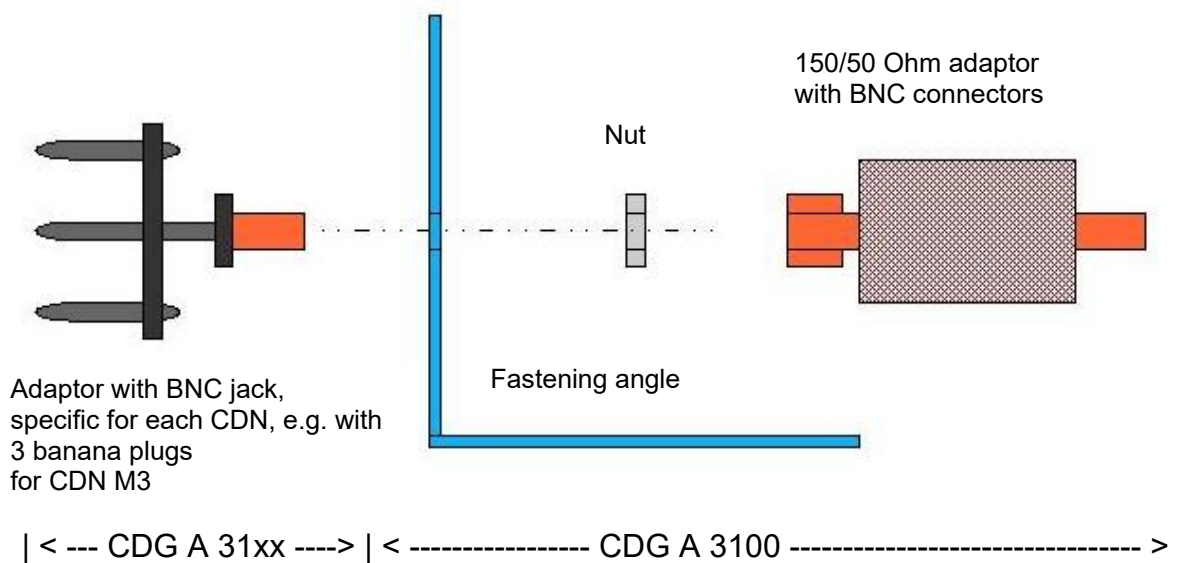 150/50 Ohm adaptor
with BNC connectors
Nut
Adaptor with BNC jack,
specific for each CDN, e.g. with
3 banana plugs
for CDN M3
Fastening angle
| < --- CDG A 31xx ----> | < ----------------- CDG A 3100 --------------------------------- >